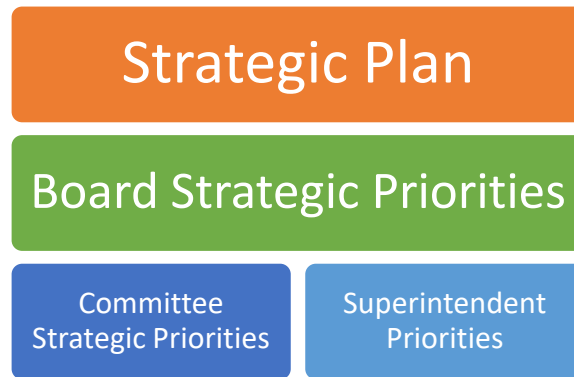 Strategic Plan
Board Strategic Priorities
Committee
Strategic Priorities
Superintendent
Priorities